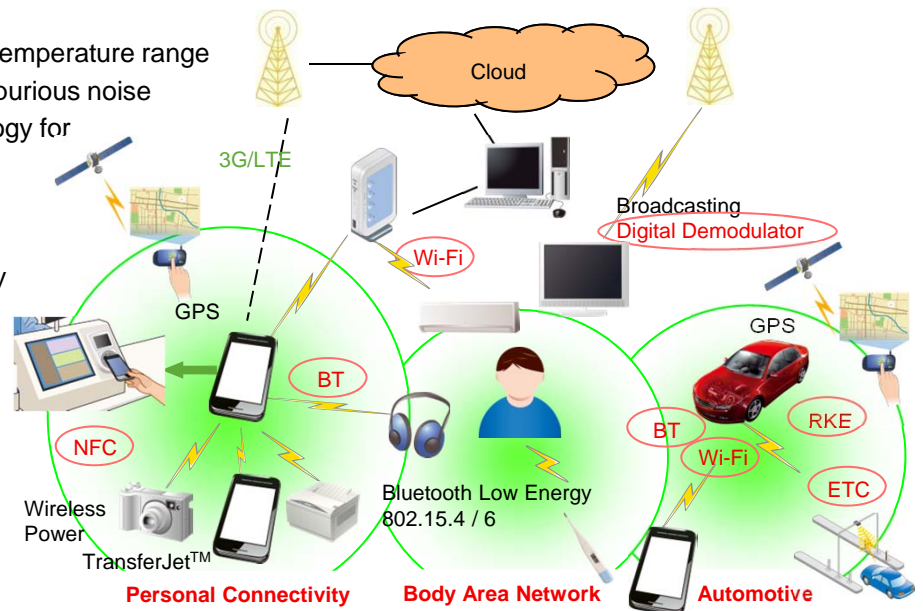 emperature range
ourious noise
ogy for
y
Cloud
3G/LTE
Broadcasting
Digital Demodulator
Wi-Fi
GPS
GPS
BT
NFC
BT
Wi-Fi
RKE
ETC
Wireless
Power
TransferJet™
Bluetooth Low Energy
802.15.4 / 6
Personal Connectivity
Body Area Network
Automotive